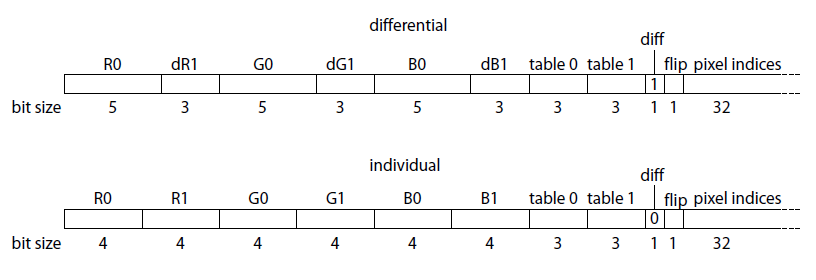 differential
diff
R0 dR1 G0 dG1 B0 dB1 table 0 table 1 flip pixel indices
1
bit size 5 3 5 3 5 3 3 3 1 1 32
individual
diff
R0 R1 G0 G1 B0 B1 table 0 table 1 flip pixel indices
0
bit size 4 4 4 4 4 4 3 3 1 1 32